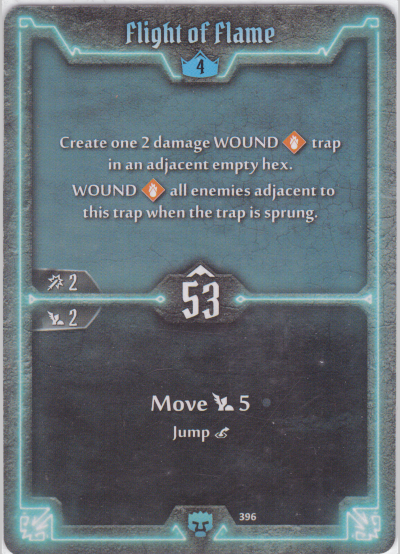 Flight of Flame
4
Create one 2 damage WOUND trap
in an adjacent empty hex.
WOUND all enemies adjacent to
this trap when the trap is sprung.
2
53
2
Move 5
Jump
396